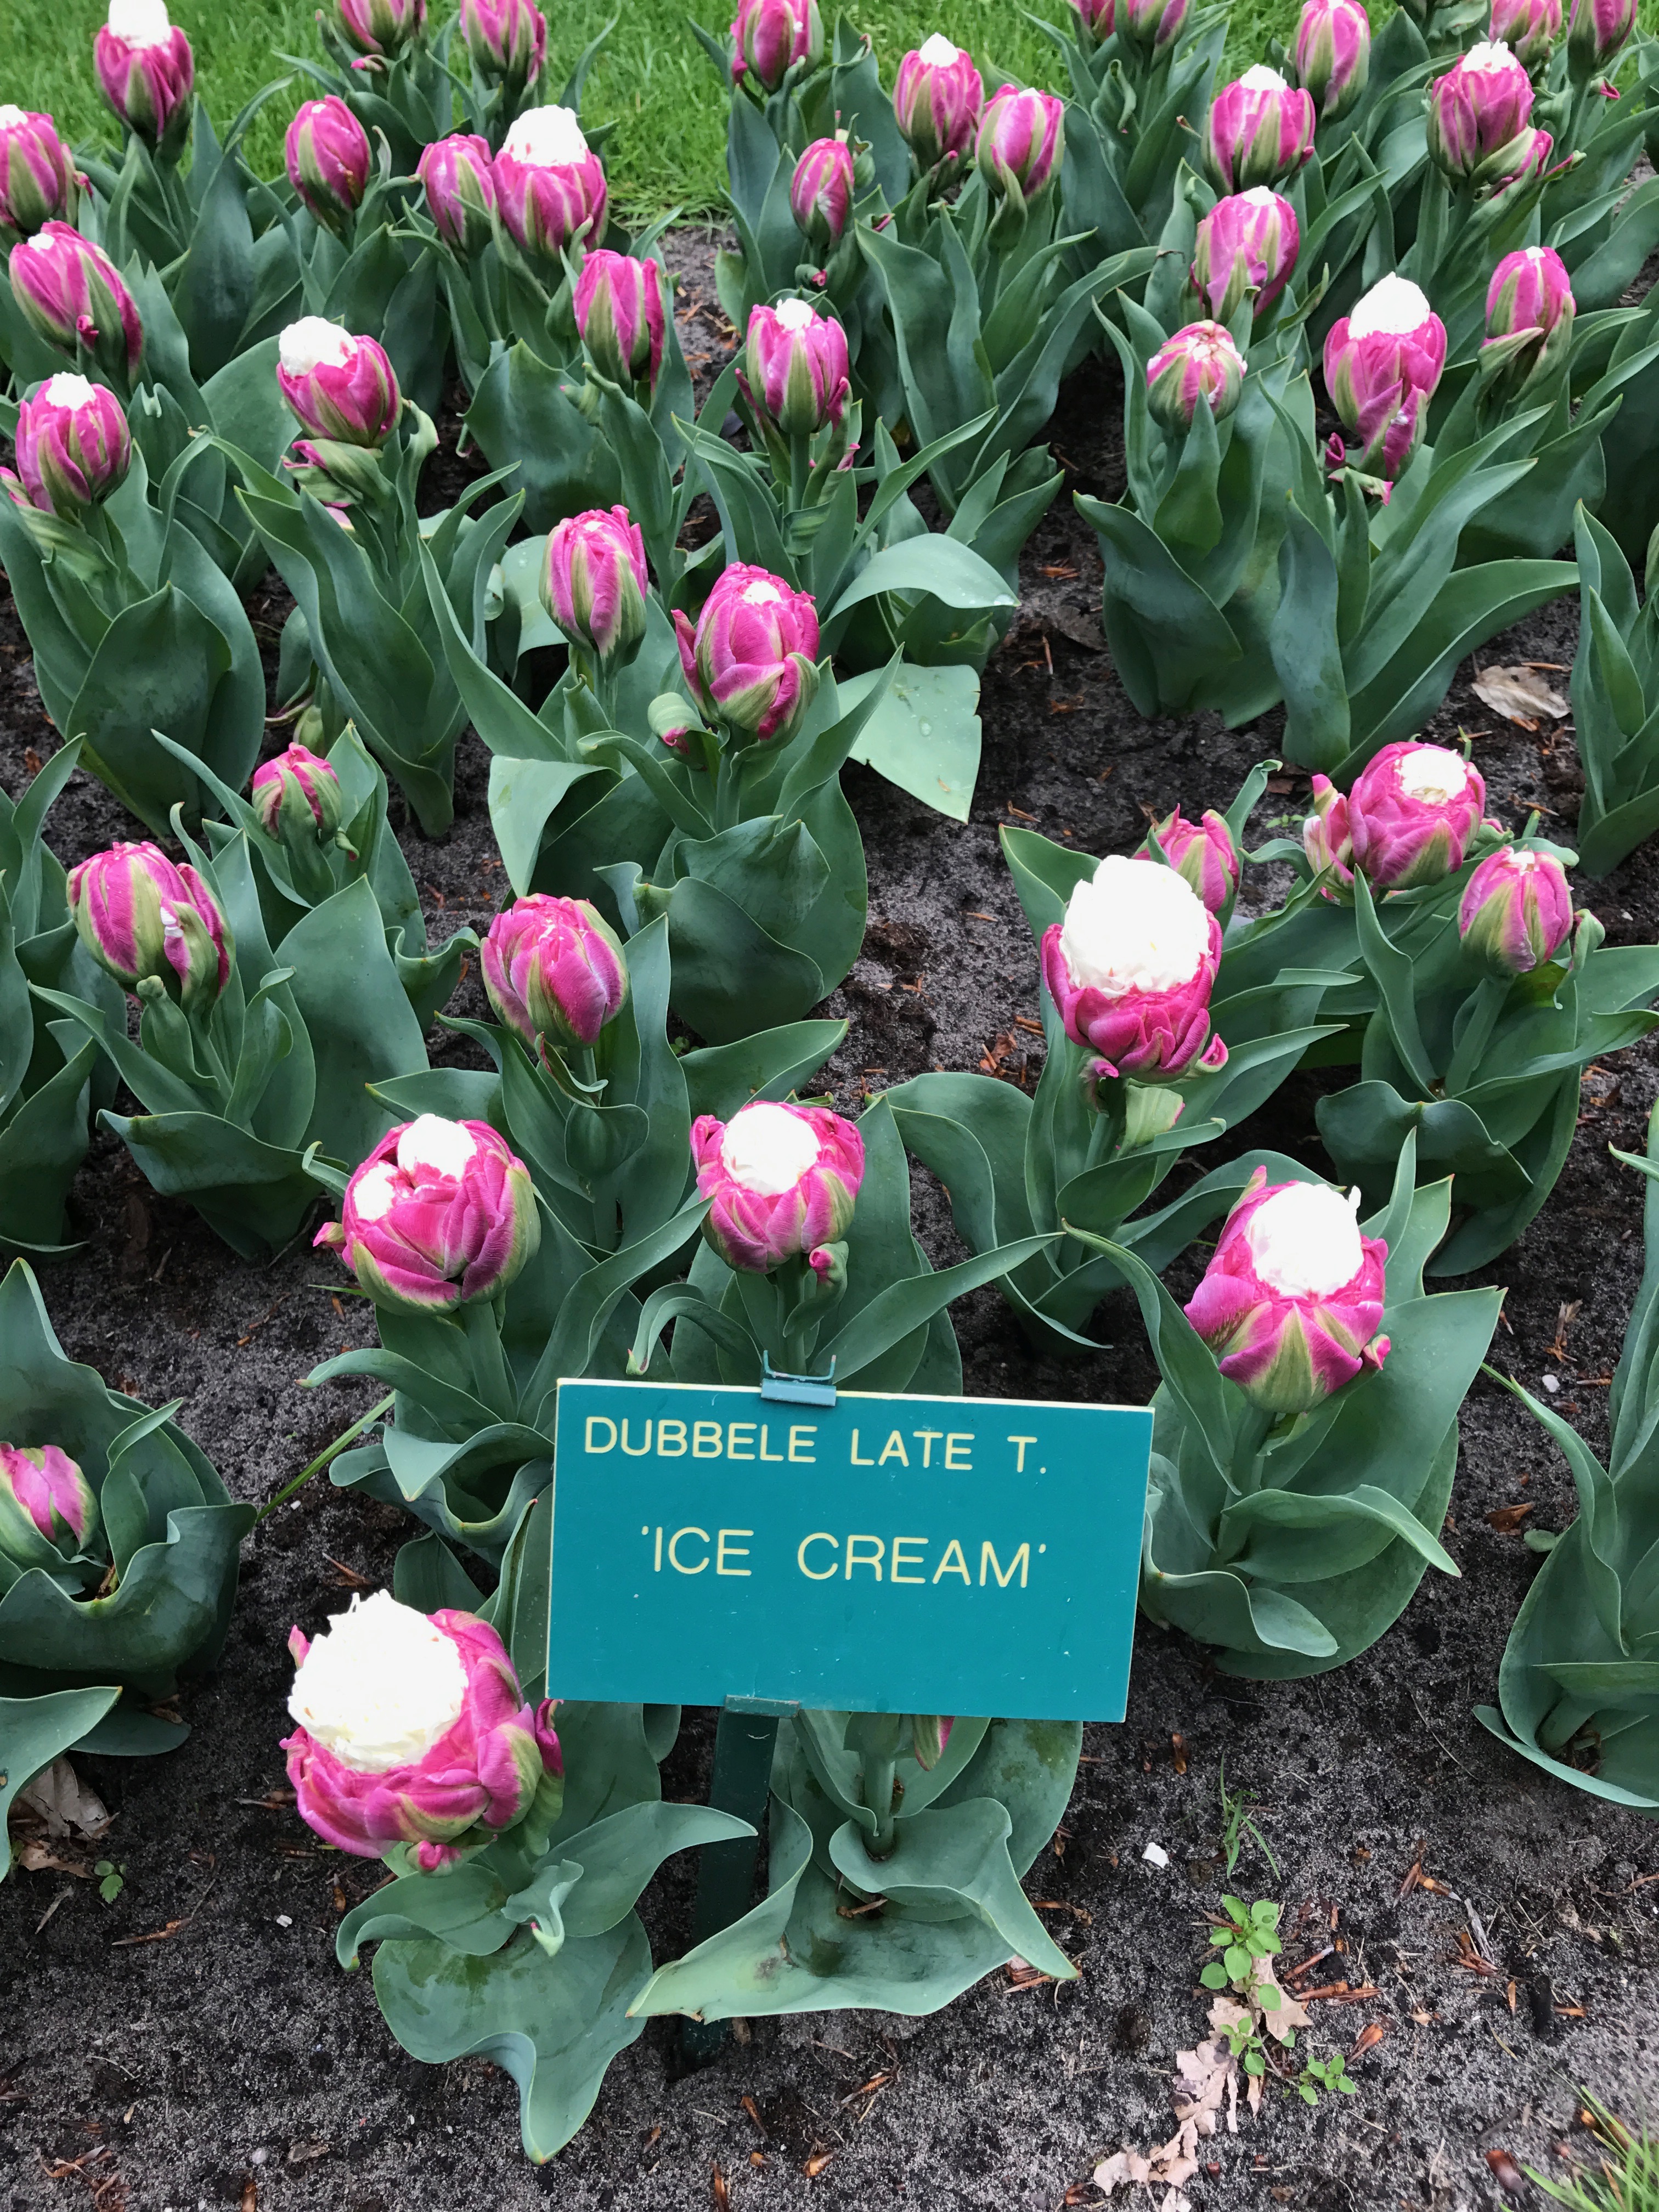 DUBBELE LATE T.
'ICE CREAM'